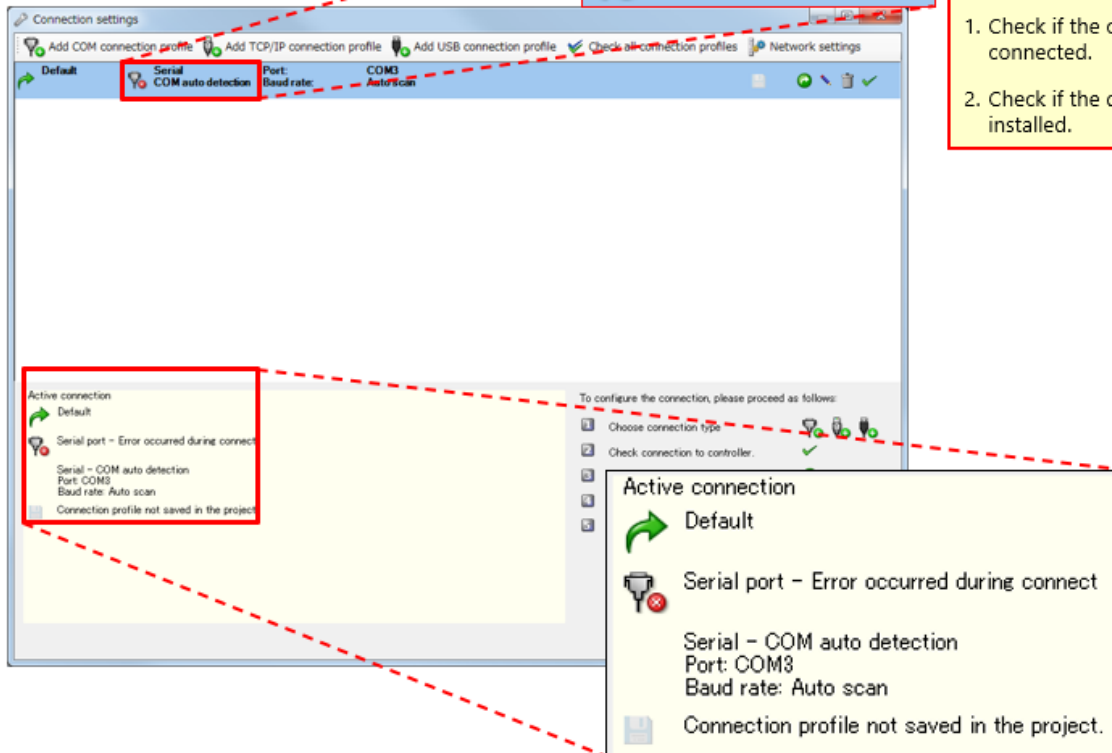 Connection settings
Add COM connection profile Add TCP/IP connection profile Add USB connection profile Check all connection profiles Network settings
Default Serial Port: COM3
COM auto detection Baud rate: Auto scan
1. Check if the
connected.
2. Check if the
installed.
Active connection
Default
Serial port - Error occurred during connect
Serial - COM auto detection
Port: COM3
Baud rate: Auto scan
Connection profile not saved in the project
To configure the connection, please proceed as follows:
1 Choose connection type
2 Check connection to controller.
3
4
5
Active connection
Default
Serial port - Error occurred during connect
Serial - COM auto detection
Port: COM3
Baud rate: Auto scan
Connection profile not saved in the project.